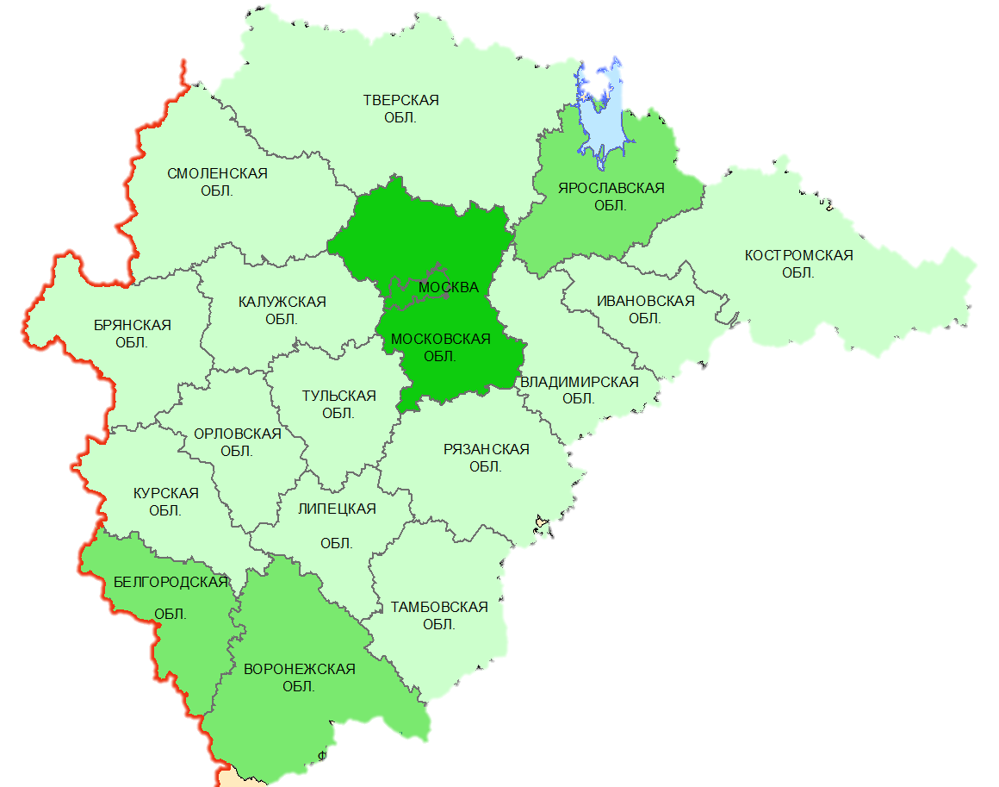 ТВЕРСКАЯ
ОБЛ.
СМОЛЕНСКАЯ
ОБЛ.
ЯРОСЛАВСКАЯ
ОБЛ.
КОСТРОМСКАЯ
ОБЛ.
МОСКВА
КАЛУЖСКАЯ
ОБЛ.
ИВАНОВСКАЯ
ОБЛ.
БРЯНСКАЯ
ОБЛ.
МОСКОВСКАЯ
ОБЛ.
ВЛАДИМИРСКАЯ
ОБЛ.
ТУЛЬСКАЯ
ОБЛ.
ОРЛОВСКАЯ
ОБЛ.
РЯЗАНСКАЯ
ОБЛ.
КУРСКАЯ
ОБЛ.
ЛИПЕЦКАЯ
ОБЛ.
БЕЛГОРОДСКАЯ
ОБЛ.
ТАМБОВСКАЯ
ОБЛ.
ВОРОНЕЖСКАЯ
ОБЛ.